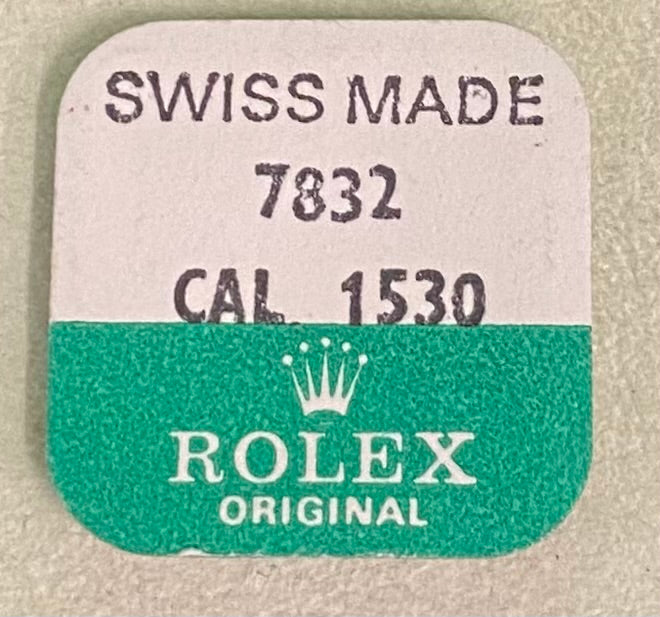 SWISS MADE
7832
CAL. 1530
ROLEX
ORIGINAL